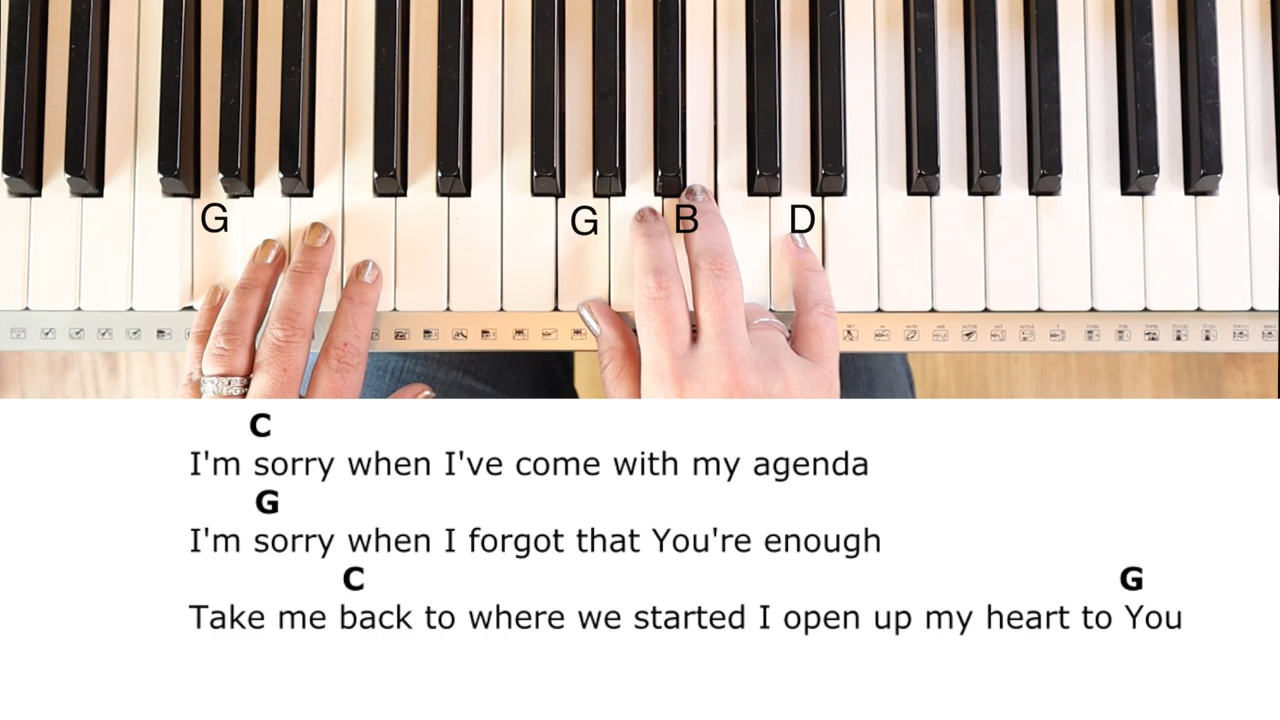 G G B D
C
I'm sorry when I've come with my agenda
G
I'm sorry when I forgot that You're enough
C G
Take me back to where we started I open up my heart to You